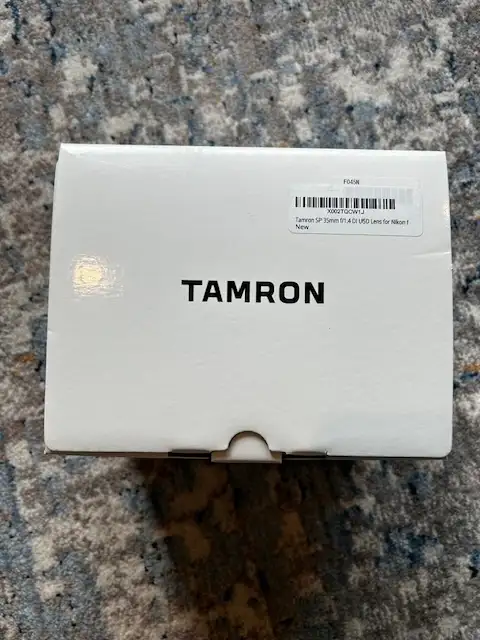 F045N
X002TGOW1J
Tamron SP 35mm f/1.4 Di USD Lens for Nikon f
New
TAMRON